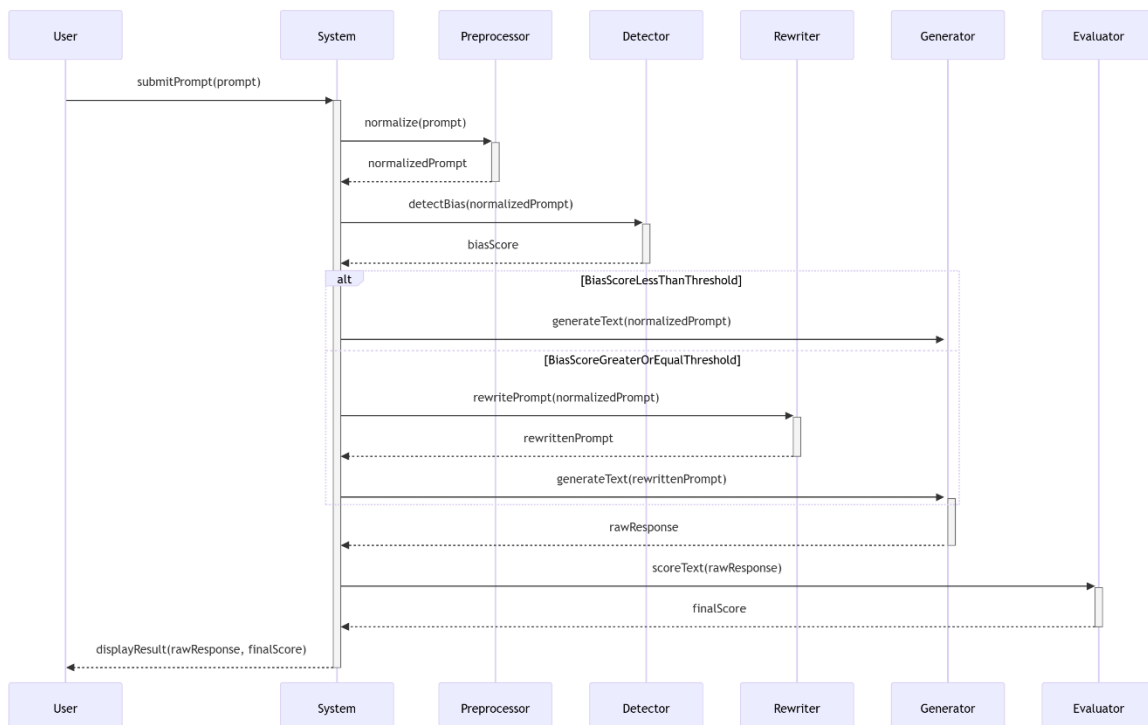 User System Preprocessor Detector Rewriter Generator Evaluator
submitPrompt(prompt)
normalize(prompt)
normalizedPrompt
detectBias(normalizedPrompt)
biasScore
alt [BiasScoreLessThanThreshold]
generateText(normalizedPrompt)
[BiasScoreGreaterOrEqualThreshold]
rewritePrompt(normalizedPrompt)
rewrittenPrompt
generateText(rewrittenPrompt)
rawResponse
scoreText(rawResponse)
finalScore
displayResult(rawResponse, finalScore)
User System Preprocessor Detector Rewriter Generator Evaluator